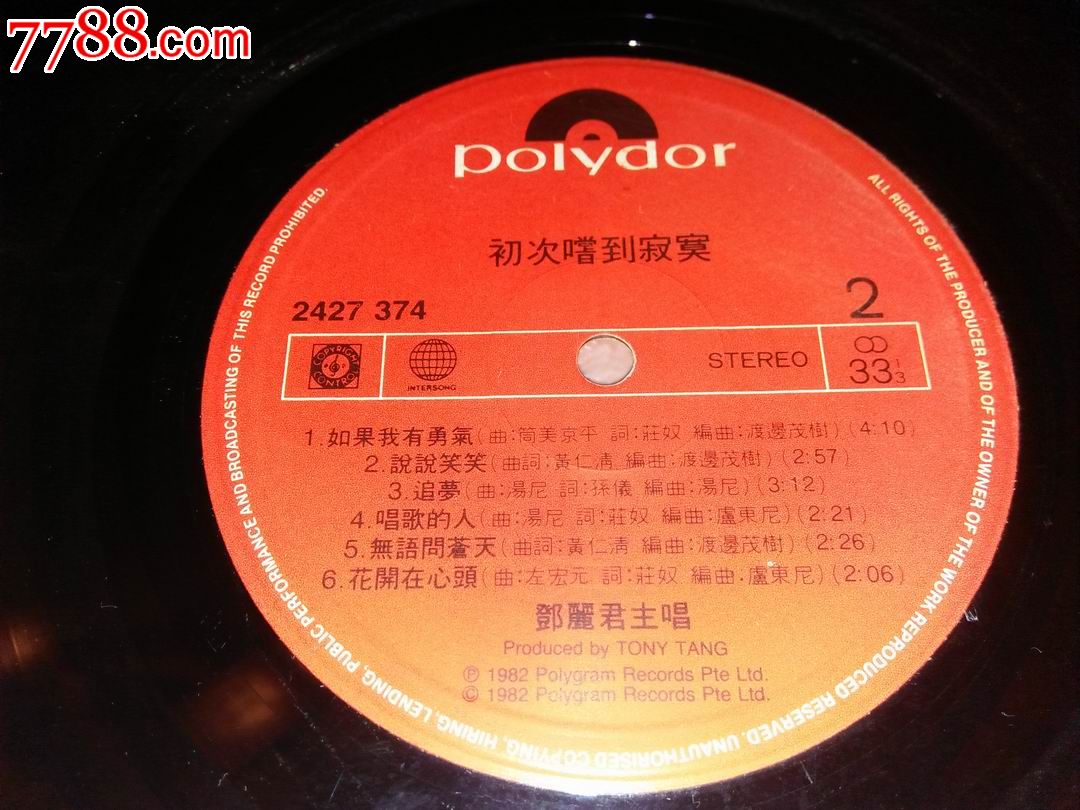 7788.com
polydor
初次嚐到寂寞
2427 374
2
COPYRIGHT CONTROL
INTERSONG
STEREO
33 1/3
1.如果我有勇氣(曲:筒美京平 詞:莊奴 編曲:渡邊茂樹)(4:10)
2.說說笑笑(曲詞:黃仁清 編曲:渡邊茂樹)(2:57)
3.追夢(曲:湯尼 詞:孫儀 編曲:湯尼)(3:12)
4.唱歌的人(曲:湯尼 詞:莊奴 編曲:盧東尼)(2:21)
5.無語問蒼天(曲詞:黃仁清 編曲:渡邊茂樹)(2:26)
6.花開在心頭(曲:左宏元 詞:莊奴 編曲:盧東尼)(2:06)
鄧麗君主唱
Produced by TONY TANG
℗ 1982 Polygram Records Pte Ltd.
© 1982 Polygram Records Pte Ltd.
ALL RIGHTS OF THE PRODUCER AND OF THE OWNER OF THE WORK REPRODUCED RESERVED. UNAUTHORISED COPYING, HIRING, LENDING, PUBLIC PERFORMANCE AND BROADCASTING OF THIS RECORD PROHIBITED.